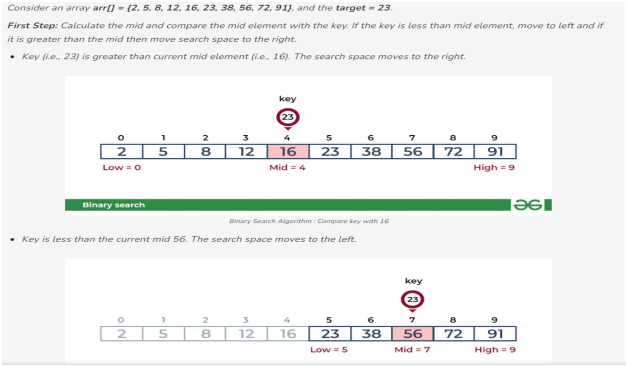 Consider an array arr[] = {2, 5, 8, 12, 16, 23, 38, 56, 72, 91}, and the target = 23.
First Step: Calculate the mid and compare the mid element with the key. If the key is less than mid element, move to left and if
it is greater than the mid then move search space to the right.
• Key (i.e., 23) is greater than current mid element (i.e., 16). The search space moves to the right.
key
23
0 1 2 3 4 5 6 7 8 9
2 5 8 12 16 23 38 56 72 91
Low = 0 Mid = 4 High = 9
Binary search
Binary Search Algorithm : Compare key with 16
• Key is less than the current mid 56. The search space moves to the left.
key
23
0 1 2 3 4 5 6 7 8 9
2 5 8 12 16 23 38 56 72 91
Low = 5 Mid = 7 High = 9